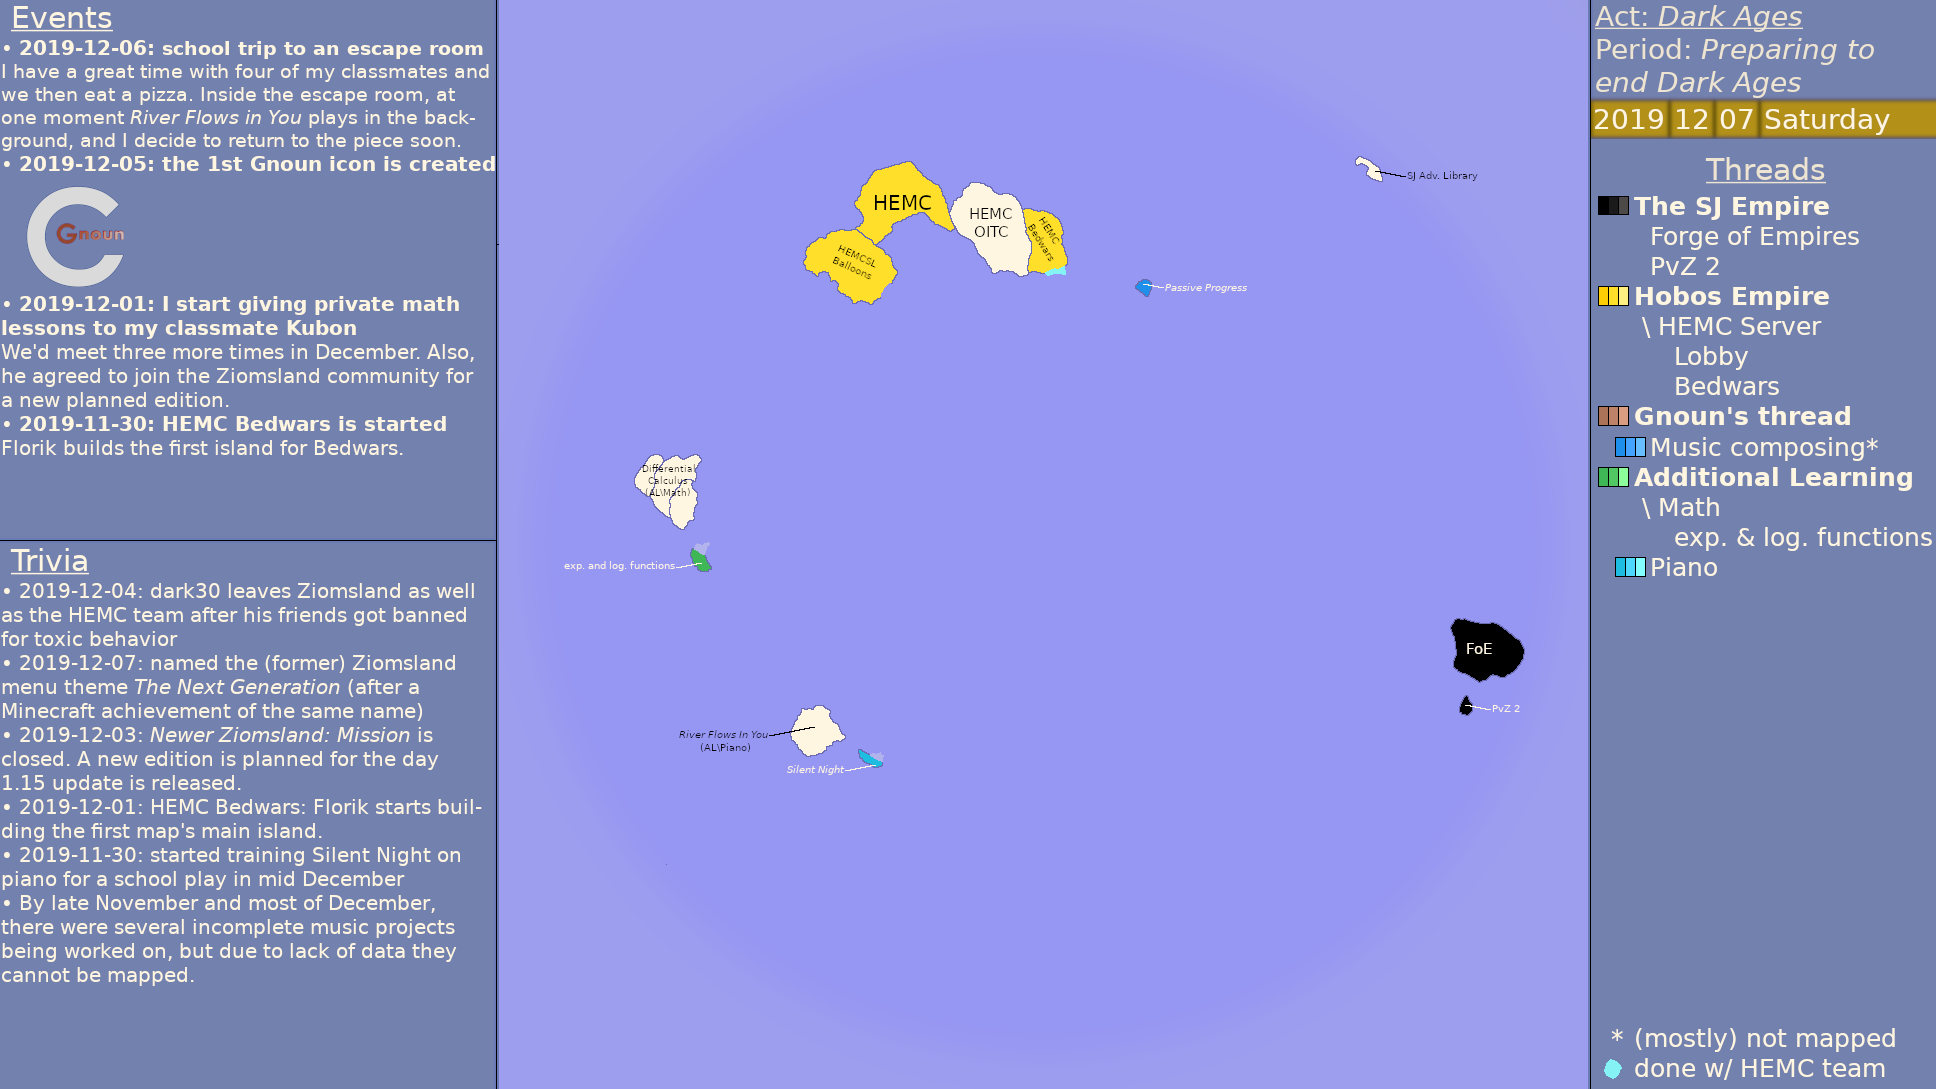 Events
• 2019-12-06: school trip to an escape room
I have a great time with four of my classmates and
we then eat a pizza. Inside the escape room, at
one moment River Flows in You plays in the back-
ground, and I decide to return to the piece soon.
• 2019-12-05: the 1st Gnoun icon is created
Gnoun
• 2019-12-01: I start giving private math
lessons to my classmate Kubon
We'd meet three more times in December. Also,
he agreed to join the Ziomsland community for
a new planned edition.
• 2019-11-30: HEMC Bedwars is started
Florik builds the first island for Bedwars.
Trivia
• 2019-12-04: dark30 leaves Ziomsland as well
as the HEMC team after his friends got banned
for toxic behavior
• 2019-12-07: named the (former) Ziomsland
menu theme The Next Generation (after a
Minecraft achievement of the same name)
• 2019-12-03: Newer Ziomsland: Mission is
closed. A new edition is planned for the day
1.15 update is released.
• 2019-12-01: HEMC Bedwars: Florik starts buil-
ding the first map's main island.
• 2019-11-30: started training Silent Night on
piano for a school play in mid December
• By late November and most of December,
there were several incomplete music projects
being worked on, but due to lack of data they
cannot be mapped.
HEMC
HEMCSL
Balloons
HEMC
OITC
HEMC
Bedwars
SJ Adv. Library
Passive Progress
Differential
Calculus
(AL\Math)
exp. and log. functions
FoE
PvZ 2
River Flows In You
(AL\Piano)
Silent Night
Act: Dark Ages
Period: Preparing to
end Dark Ages
2019 12 07 Saturday
Threads
The SJ Empire
Forge of Empires
PvZ 2
Hobos Empire
\ HEMC Server
Lobby
Bedwars
Gnoun's thread
Music composing*
Additional Learning
\ Math
exp. & log. functions
Piano
* (mostly) not mapped
done w/ HEMC team